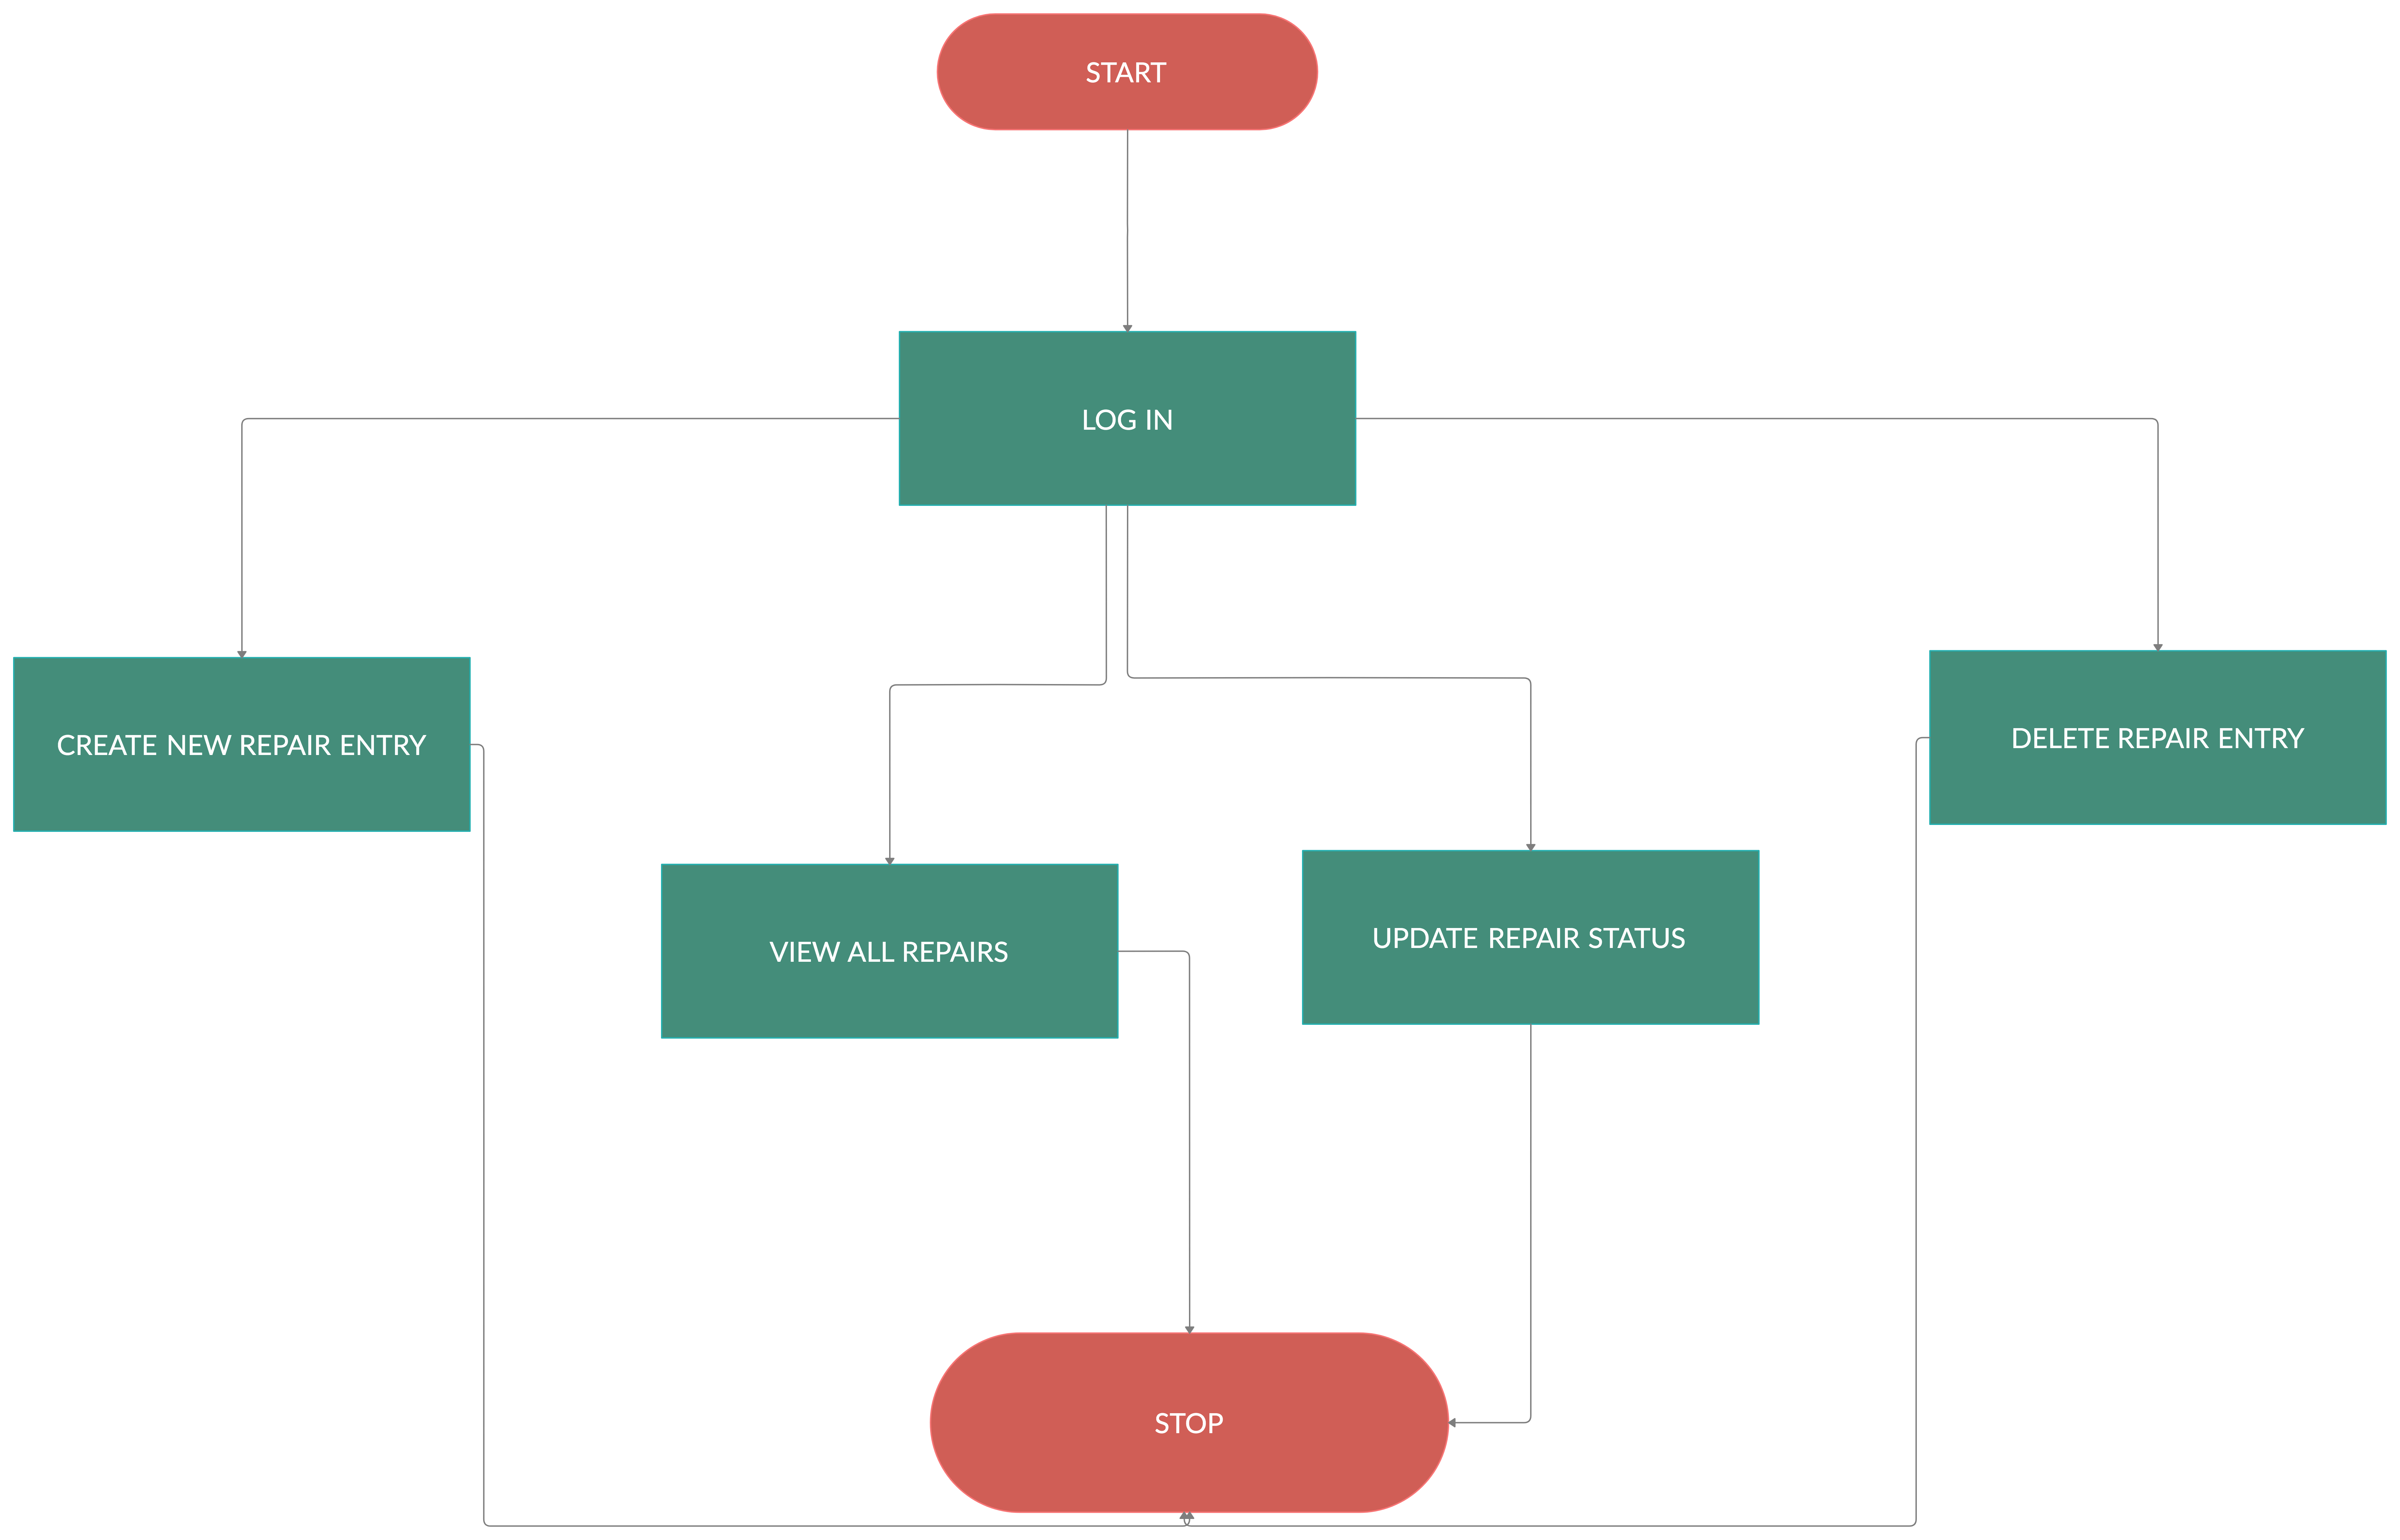 START
LOG IN
CREATE NEW REPAIR ENTRY
DELETE REPAIR ENTRY
VIEW ALL REPAIRS
UPDATE REPAIR STATUS
STOP